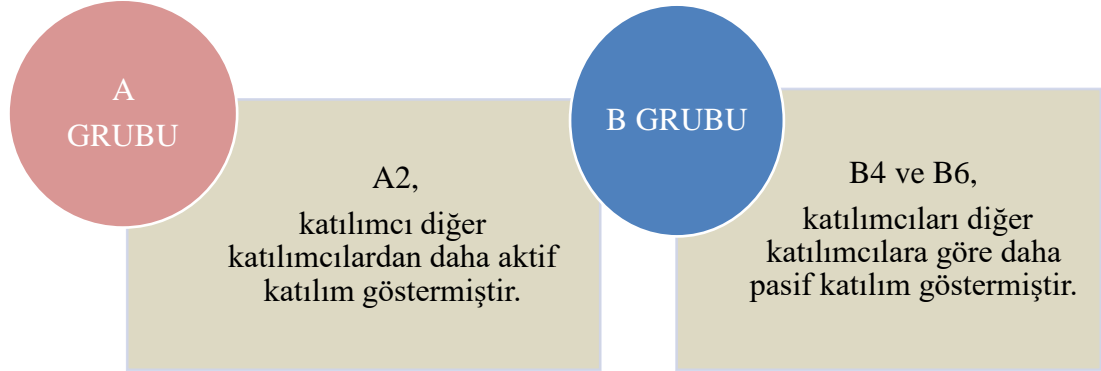 A
GRUBU
A2,
katılımcı diğer
katılımcılardan daha aktif
katılım göstermiştir.
B GRUBU
B4 ve B6,
katılımcıları diğer
katılımcılara göre daha
pasif katılım göstermiştir.